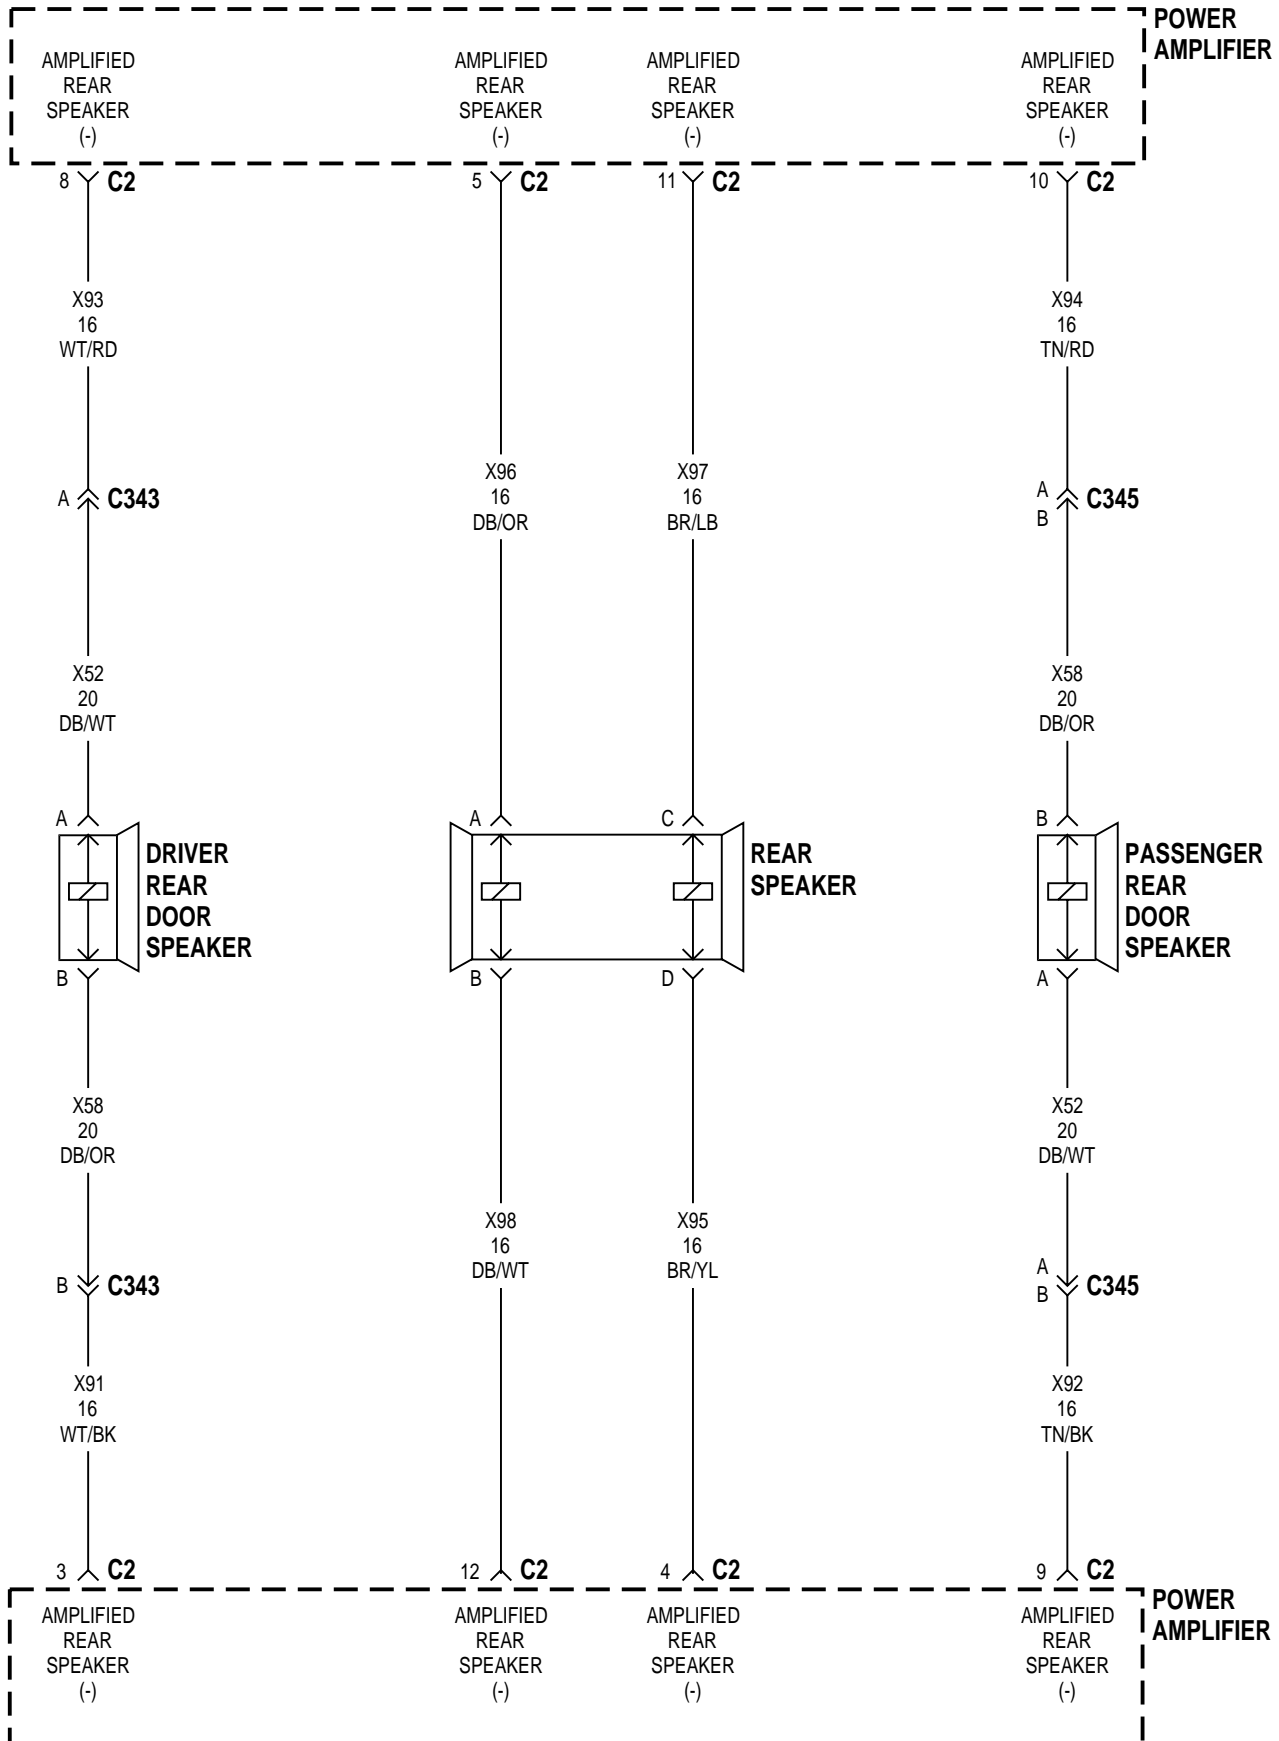 POWER
AMPLIFIER
AMPLIFIED
REAR
SPEAKER
(-)
AMPLIFIED
REAR
SPEAKER
(-)
AMPLIFIED
REAR
SPEAKER
(-)
AMPLIFIED
REAR
SPEAKER
(-)
8 C2
5 C2
11 C2
10 C2
X93
16
WT/RD
X94
16
TN/RD
X96
16
DB/OR
X97
16
BR/LB
A C343
A
B
C345
X52
20
DB/WT
X58
20
DB/OR
A
A
C
B
DRIVER
REAR
DOOR
SPEAKER
REAR
SPEAKER
PASSENGER
REAR
DOOR
SPEAKER
B
B
D
A
X58
20
DB/OR
X52
20
DB/WT
X98
16
DB/WT
X95
16
BR/YL
B C343
A
B
C345
X91
16
WT/BK
X92
16
TN/BK
3 C2
12 C2
4 C2
9 C2
POWER
AMPLIFIER
AMPLIFIED
REAR
SPEAKER
(-)
AMPLIFIED
REAR
SPEAKER
(-)
AMPLIFIED
REAR
SPEAKER
(-)
AMPLIFIED
REAR
SPEAKER
(-)